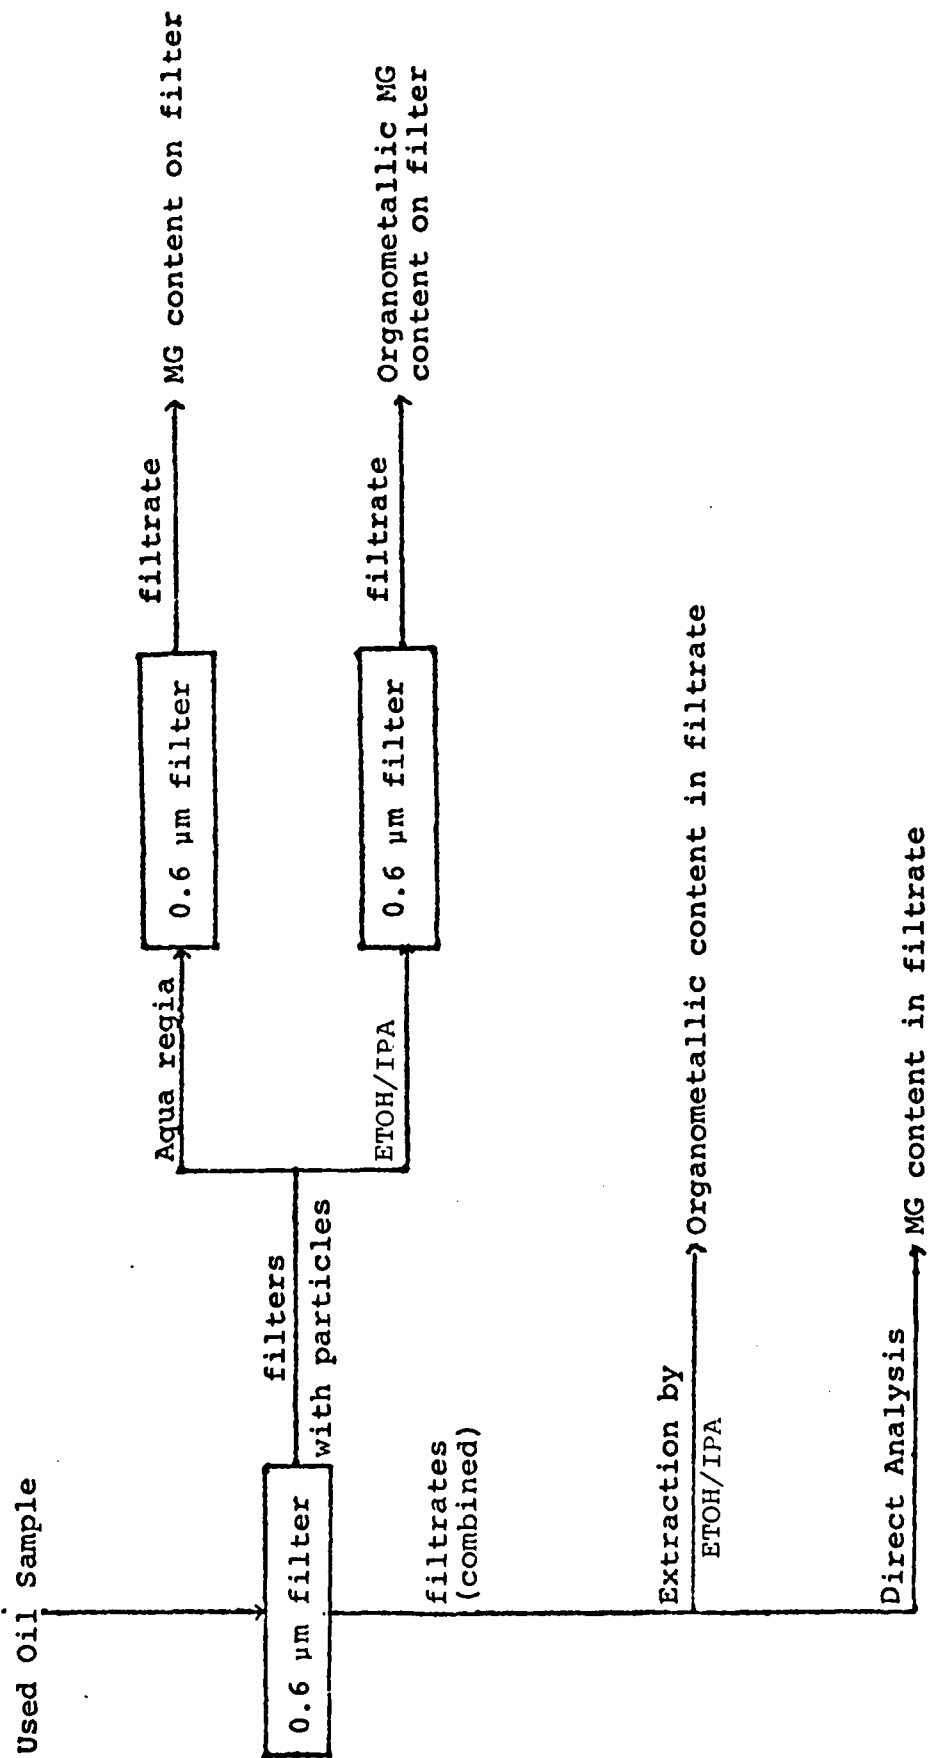 Used Oil Sample
0.6 µm filter
filters
with particles
Aqua regia
0.6 µm filter
filtrate
MG content on filter
ETOH/IPA
0.6 µm filter
filtrate
Organometallic MG
content on filter
filtrates
(combined)
Extraction by
ETOH/IPA
Organometallic content in filtrate
Direct Analysis
MG content in filtrate